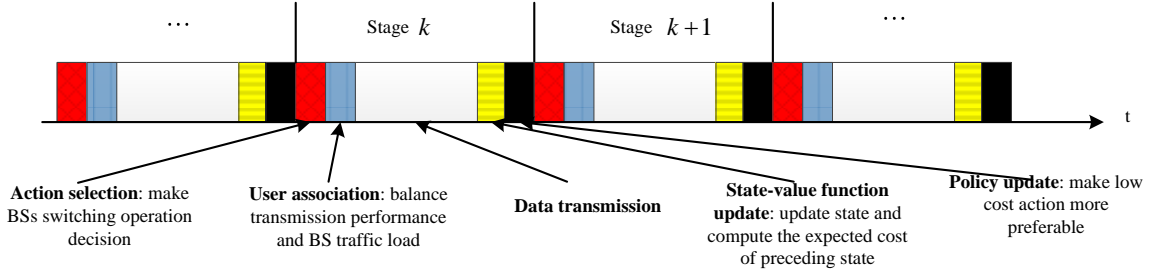 ...
Stage k
Stage k+1
...
t
Action selection: make
BSs switching operation
decision
User association: balance
transmission performance
and BS traffic load
Data transmission
State-value function
update: update state and
compute the expected cost
of preceding state
Policy update: make low
cost action more
preferable